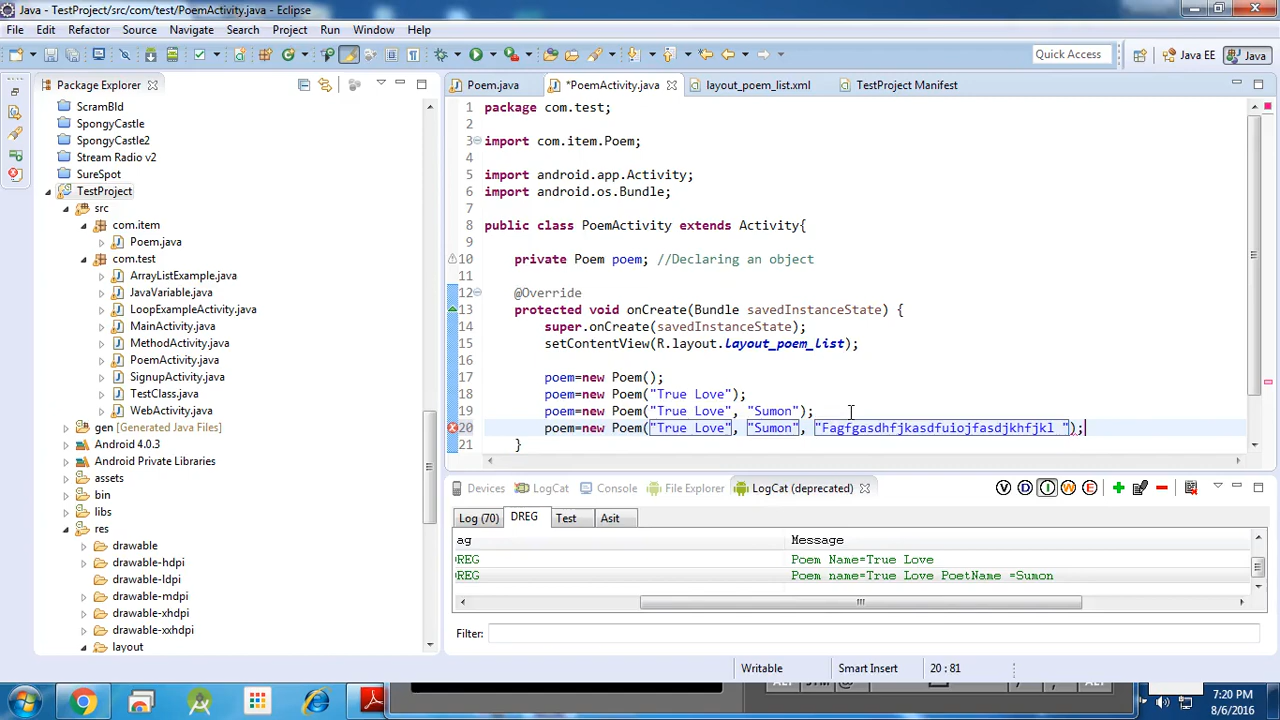 Java - TestProject/src/com/test/PoemActivity.java - Eclipse
File Edit Refactor Source Navigate Search Project Run Window Help
Quick Access Java EE Java
Package Explorer
ScramBld
SpongyCastle
SpongyCastle2
Stream Radio v2
SureSpot
TestProject
src
com.item
Poem.java
com.test
ArrayListExample.java
JavaVariable.java
LoopExampleActivity.java
MainActivity.java
MethodActivity.java
PoemActivity.java
SignupActivity.java
TestClass.java
WebActivity.java
gen [Generated Java Files]
Android 4.0.3
Android Private Libraries
assets
bin
libs
res
drawable
drawable-hdpi
drawable-ldpi
drawable-mdpi
drawable-xhdpi
drawable-xxhdpi
layout
Poem.java *PoemActivity.java layout_poem_list.xml TestProject Manifest
1 package com.test;
2
3 import com.item.Poem;
4
5 import android.app.Activity;
6 import android.os.Bundle;
7
8 public class PoemActivity extends Activity{
9
10 private Poem poem; //Declaring an object
11
12 @Override
13 protected void onCreate(Bundle savedInstanceState) {
14 super.onCreate(savedInstanceState);
15 setContentView(R.layout.layout_poem_list);
16
17 poem=new Poem();
18 poem=new Poem("True Love");
19 poem=new Poem("True Love", "Sumon");
20 poem=new Poem("True Love", "Sumon", "Fagfgasdhfjkasdfuiojfasdjkhfjkl ");
21 }
Devices LogCat Console File Explorer LogCat (deprecated)
V D I W E
Log (70) DREG Test Asit
ag Message
REG Poem Name=True Love
REG Poem name=True Love PoetName =Sumon
Filter:
Writable Smart Insert 20 : 81
7:20 PM
8/6/2016